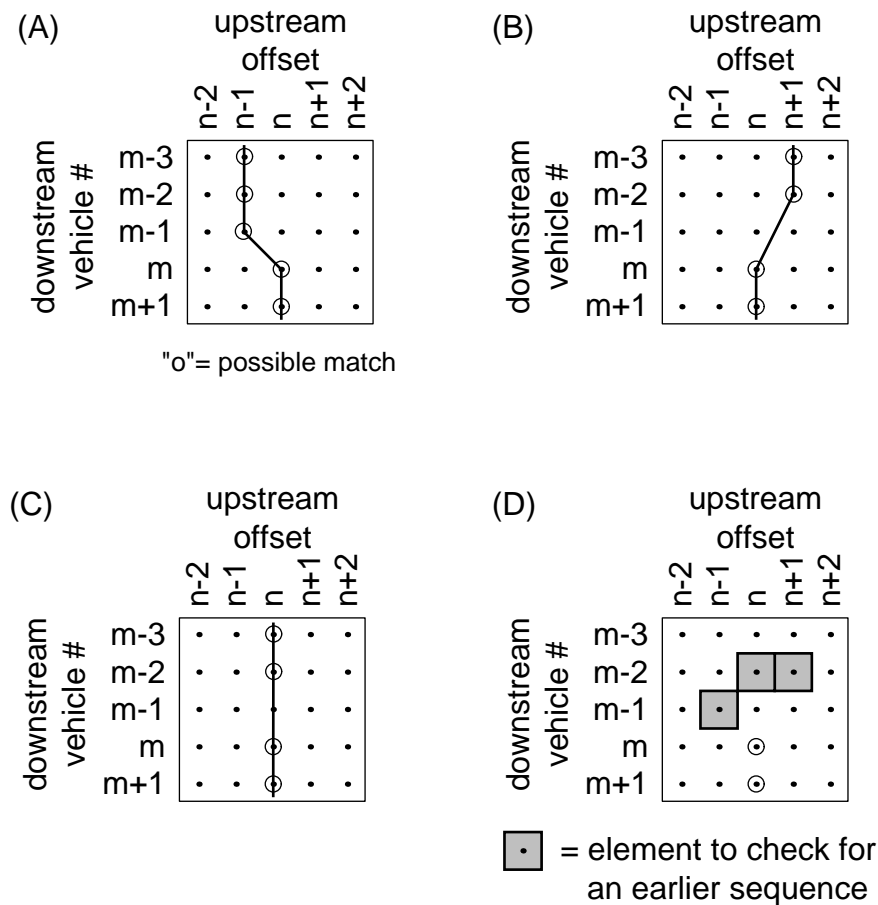 (A)
upstream
offset
n-2 n-1 n n+1 n+2
downstream
vehicle #
m-3
m-2
m-1
m
m+1
"o"= possible match
(B)
upstream
offset
n-2 n-1 n n+1 n+2
downstream
vehicle #
m-3
m-2
m-1
m
m+1
(C)
upstream
offset
n-2 n-1 n n+1 n+2
downstream
vehicle #
m-3
m-2
m-1
m
m+1
(D)
upstream
offset
n-2 n-1 n n+1 n+2
downstream
vehicle #
m-3
m-2
m-1
m
m+1
= element to check for
an earlier sequence